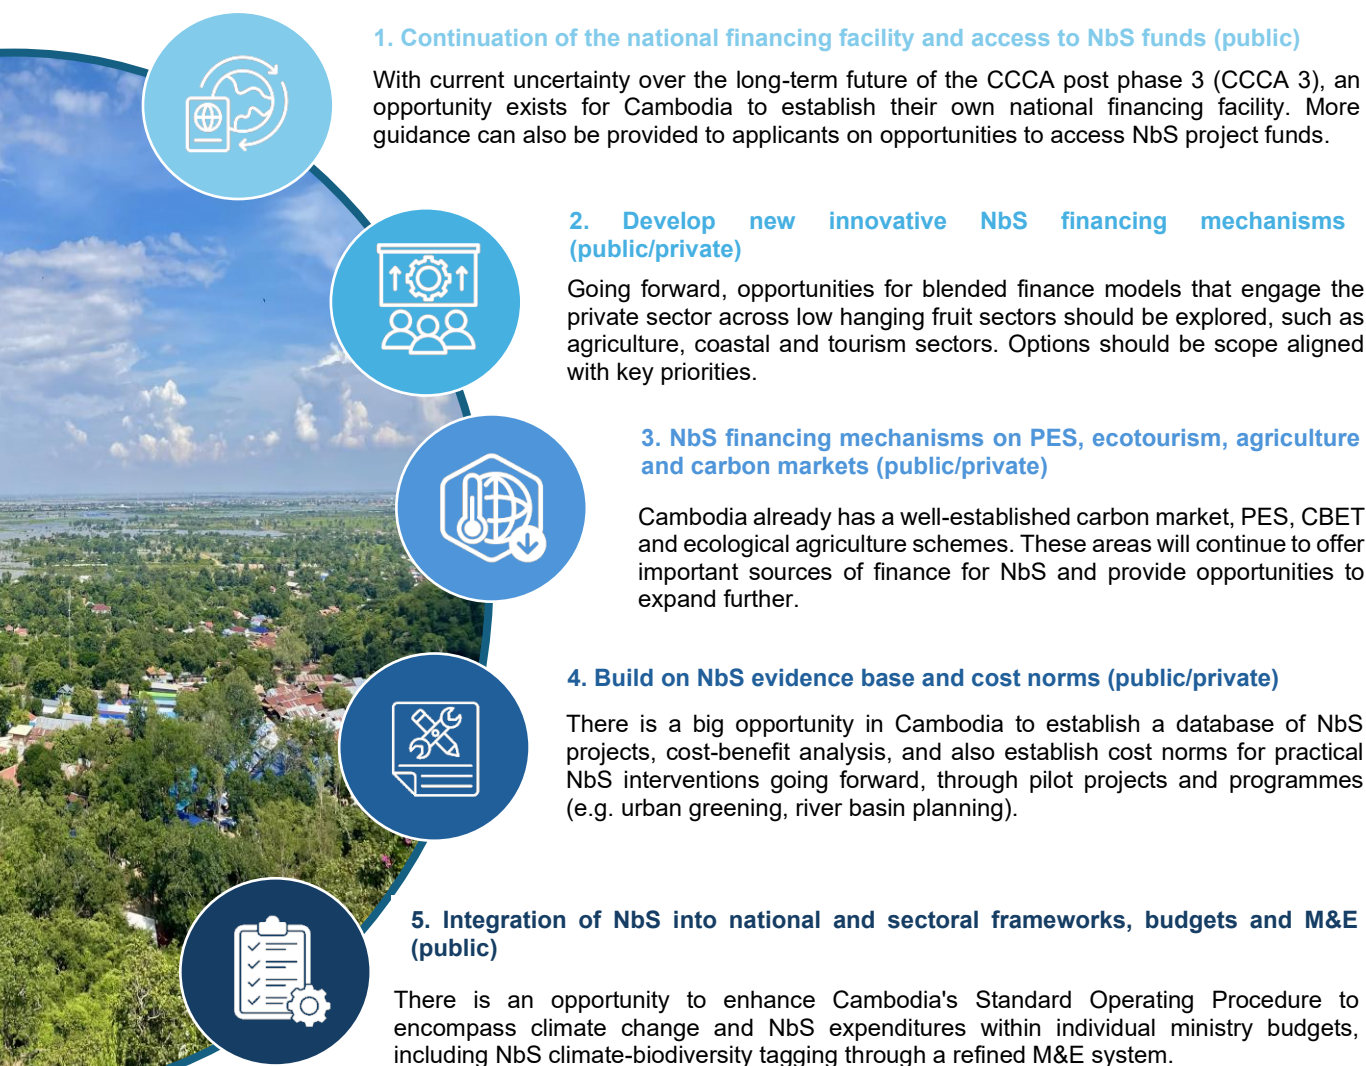 1. Continuation of the national financing facility and access to NbS funds (public)
With current uncertainty over the long-term future of the CCCA post phase 3 (CCCA 3), an
opportunity exists for Cambodia to establish their own national financing facility. More
guidance can also be provided to applicants on opportunities to access NbS project funds.
2. Develop new innovative NbS financing mechanisms
(public/private)
Going forward, opportunities for blended finance models that engage the
private sector across low hanging fruit sectors should be explored, such as
agriculture, coastal and tourism sectors. Options should be scope aligned
with key priorities.
3. NbS financing mechanisms on PES, ecotourism, agriculture
and carbon markets (public/private)
Cambodia already has a well-established carbon market, PES, CBET
and ecological agriculture schemes. These areas will continue to offer
important sources of finance for NbS and provide opportunities to
expand further.
4. Build on NbS evidence base and cost norms (public/private)
There is a big opportunity in Cambodia to establish a database of NbS
projects, cost-benefit analysis, and also establish cost norms for practical
NbS interventions going forward, through pilot projects and programmes
(e.g. urban greening, river basin planning).
5. Integration of NbS into national and sectoral frameworks, budgets and M&E
(public)
There is an opportunity to enhance Cambodia's Standard Operating Procedure to
encompass climate change and NbS expenditures within individual ministry budgets,
including NbS climate-biodiversity tagging through a refined M&E system.